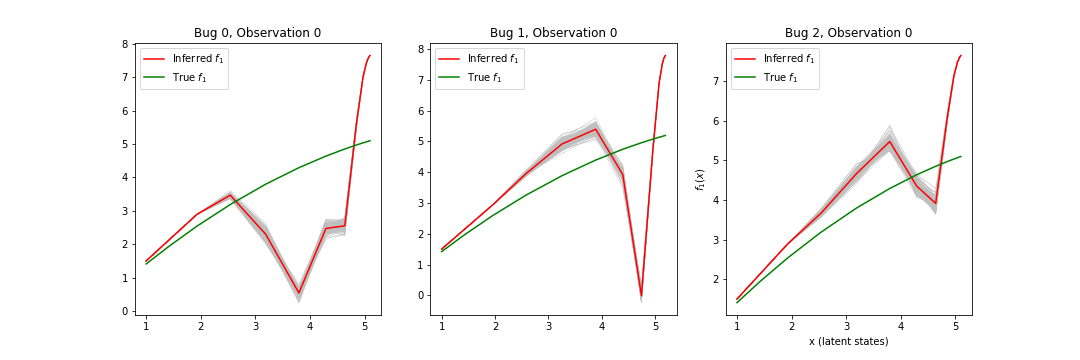 Bug 0, Observation 0
Inferred f₁
True f₁
8
7
6
5
4
3
2
1
0
1 2 3 4 5
Bug 1, Observation 0
Inferred f₁
True f₁
8
7
6
5
4
3
2
1
0
1 2 3 4 5
Bug 2, Observation 0
Inferred f₁
True f₁
f₁(x)
7
6
5
4
3
2
1 2 3 4 5
x (latent states)